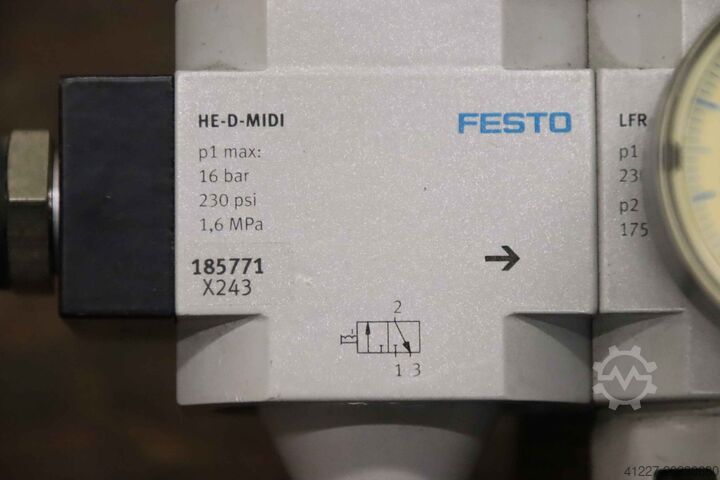 HE-D-MIDI
p1 max:
16 bar
230 psi
1,6 MPa
185771
X243
FESTO
2
1 3
LFR
p1
p2
175